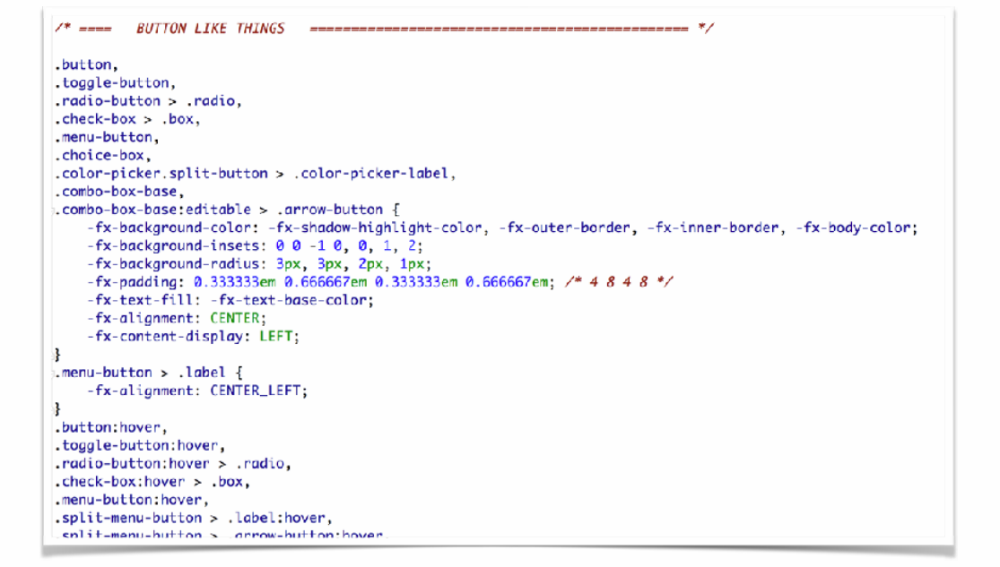 /* ====   BUTTON LIKE THINGS   ============================================== */
.button,
.toggle-button,
.radio-button > .radio,
.check-box > .box,
.menu-button,
.choice-box,
.color-picker.split-button > .color-picker-label,
.combo-box-base,
.combo-box-base:editable > .arrow-button {
    -fx-background-color: -fx-shadow-highlight-color, -fx-outer-border, -fx-inner-border, -fx-body-color;
    -fx-background-insets: 0 0 -1 0, 0, 1, 2;
    -fx-background-radius: 3px, 3px, 2px, 1px;
    -fx-padding: 0.333333em 0.666667em 0.333333em 0.666667em; /* 4 8 4 8 */
    -fx-text-fill: -fx-text-base-color;
    -fx-alignment: CENTER;
    -fx-content-display: LEFT;
}
.menu-button > .label {
    -fx-alignment: CENTER_LEFT;
}
.button:hover,
.toggle-button:hover,
.radio-button:hover > .radio,
.check-box:hover > .box,
.menu-button:hover,
.split-menu-button > .label:hover,
.split-menu-button > .arrow-button:hover,